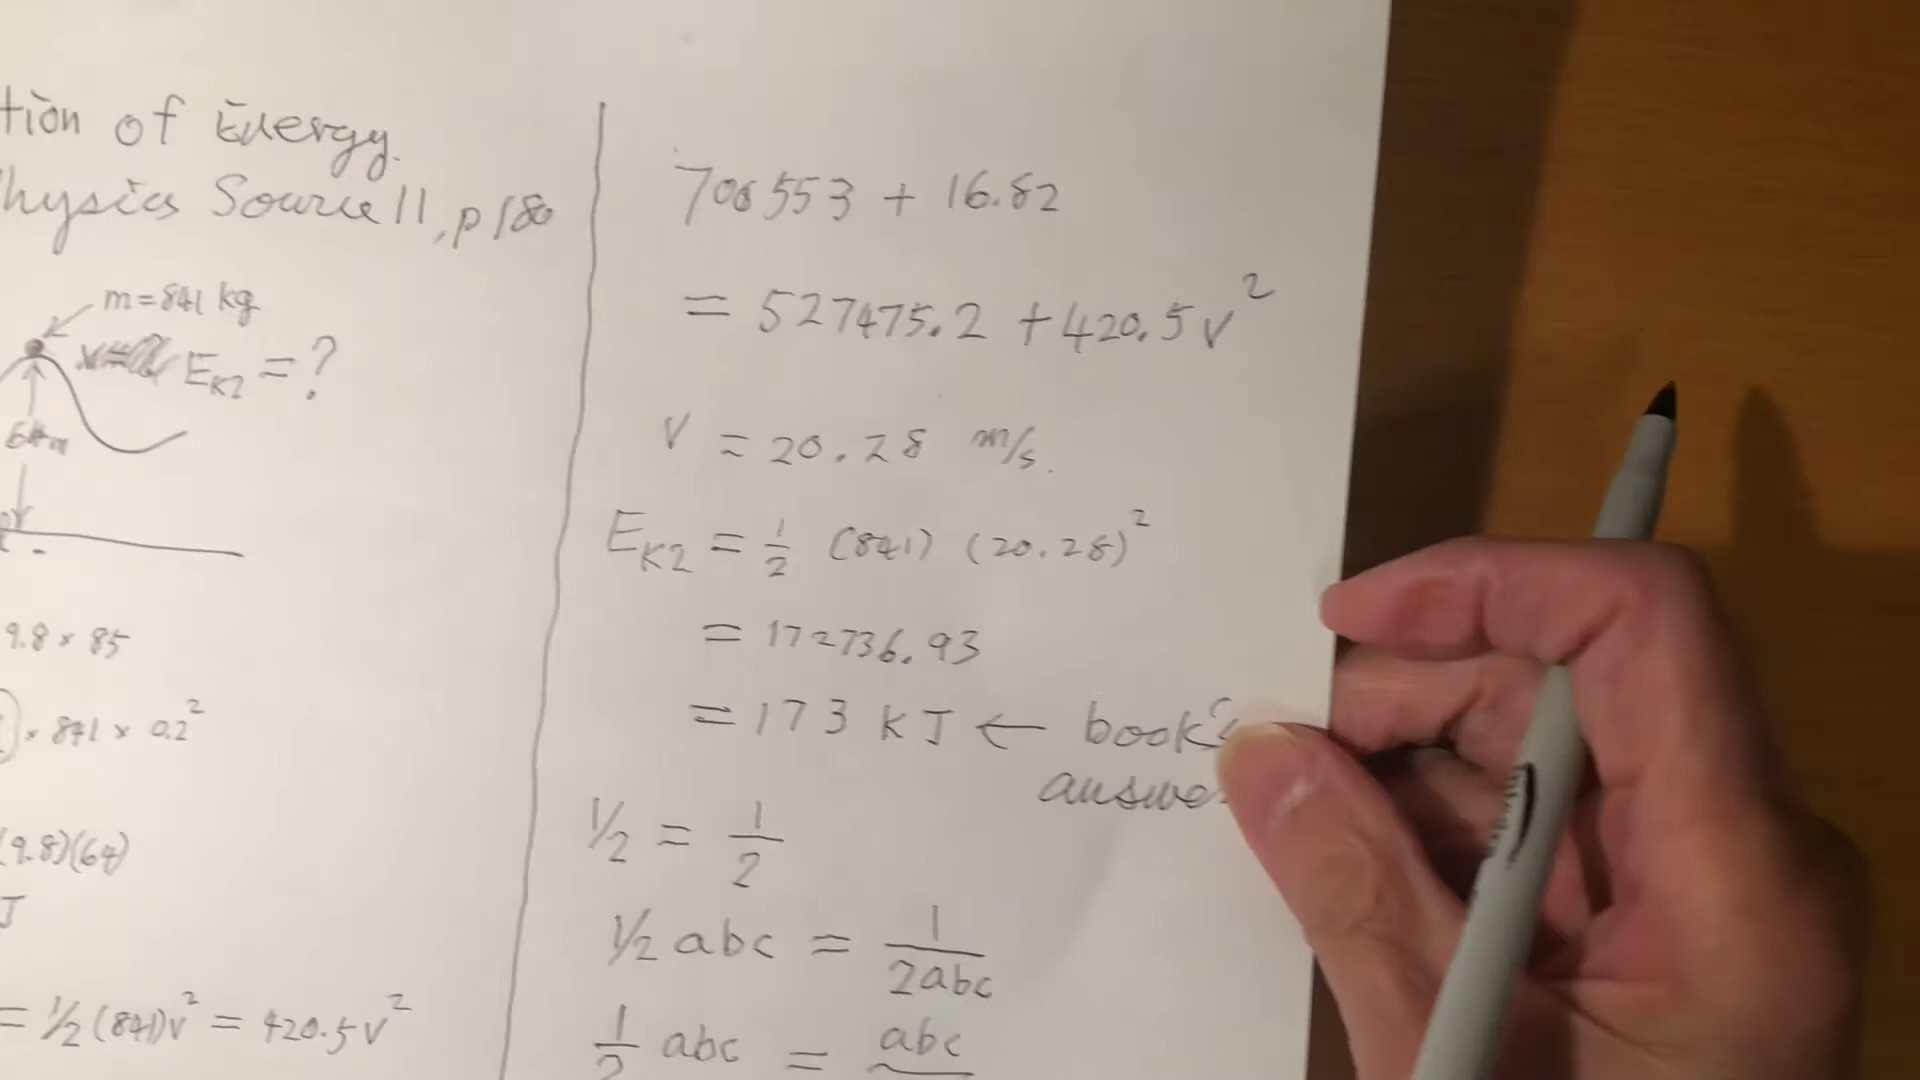 tion of Energy.
hysics Source 11, p180
m = 841 kg
E_K2 = ?
64m
9.8 × 85
× 841 × 0.2²
(9.8)(64)
J
= 1/2 (841)v² = 420.5v²
706553 + 16.82
= 527475.2 + 420.5v²
v = 20.28 m/s.
E_K2 = 1/2 (841) (20.28)²
= 172736.93
= 173 KJ ← book's
answe
1/2 = 1/2
1/2 abc = 1/2abc
1/2 abc = abc